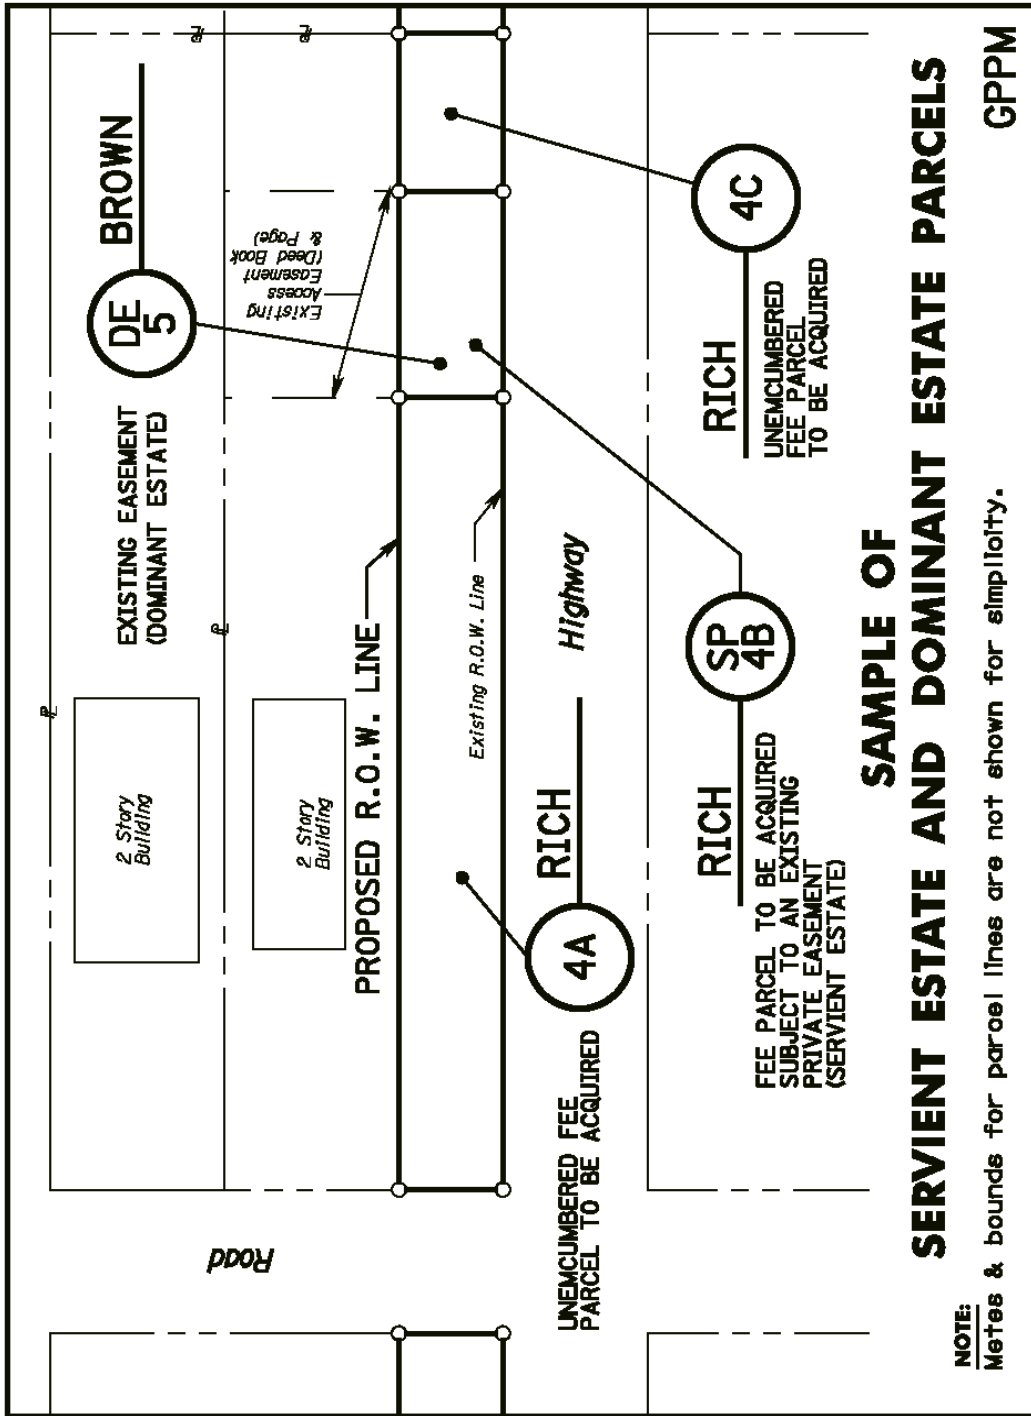 BROWN
DE
5
EXISTING EASEMENT
(DOMINANT ESTATE)
Existing
Access
Easement
(Deed Book
& Page)
PL
PL
PL
PL
2 Story
Building
2 Story
Building
PROPOSED R.O.W. LINE
Existing R.O.W. Line
Highway
Road
RICH
4A
UNEMCUMBERED FEE
PARCEL TO BE ACQUIRED
RICH
SP
4B
FEE PARCEL TO BE ACQUIRED
SUBJECT TO AN EXISTING
PRIVATE EASEMENT
(SERVIENT ESTATE)
RICH
4C
UNEMCUMBERED
FEE PARCEL
TO BE ACQUIRED
SAMPLE OF
SERVIENT ESTATE AND DOMINANT ESTATE PARCELS
NOTE:
Metes & bounds for parcel lines are not shown for simplicity.
GPPM